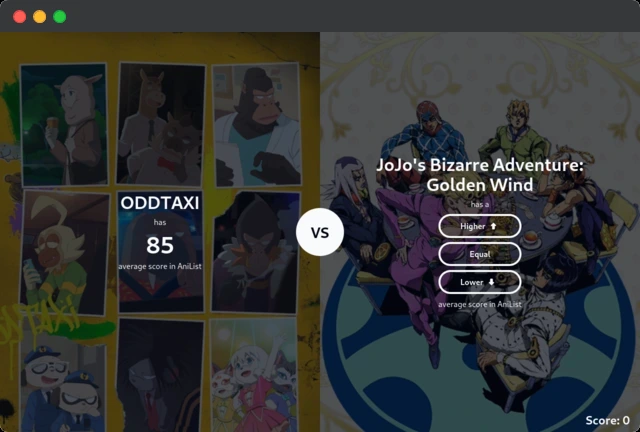 ODDTAXI
has
85
average score in AniList
VS
JoJo's Bizarre Adventure:
Golden Wind
has a
Higher ⬆
Equal
Lower ⬇
average score in AniList
Score: 0